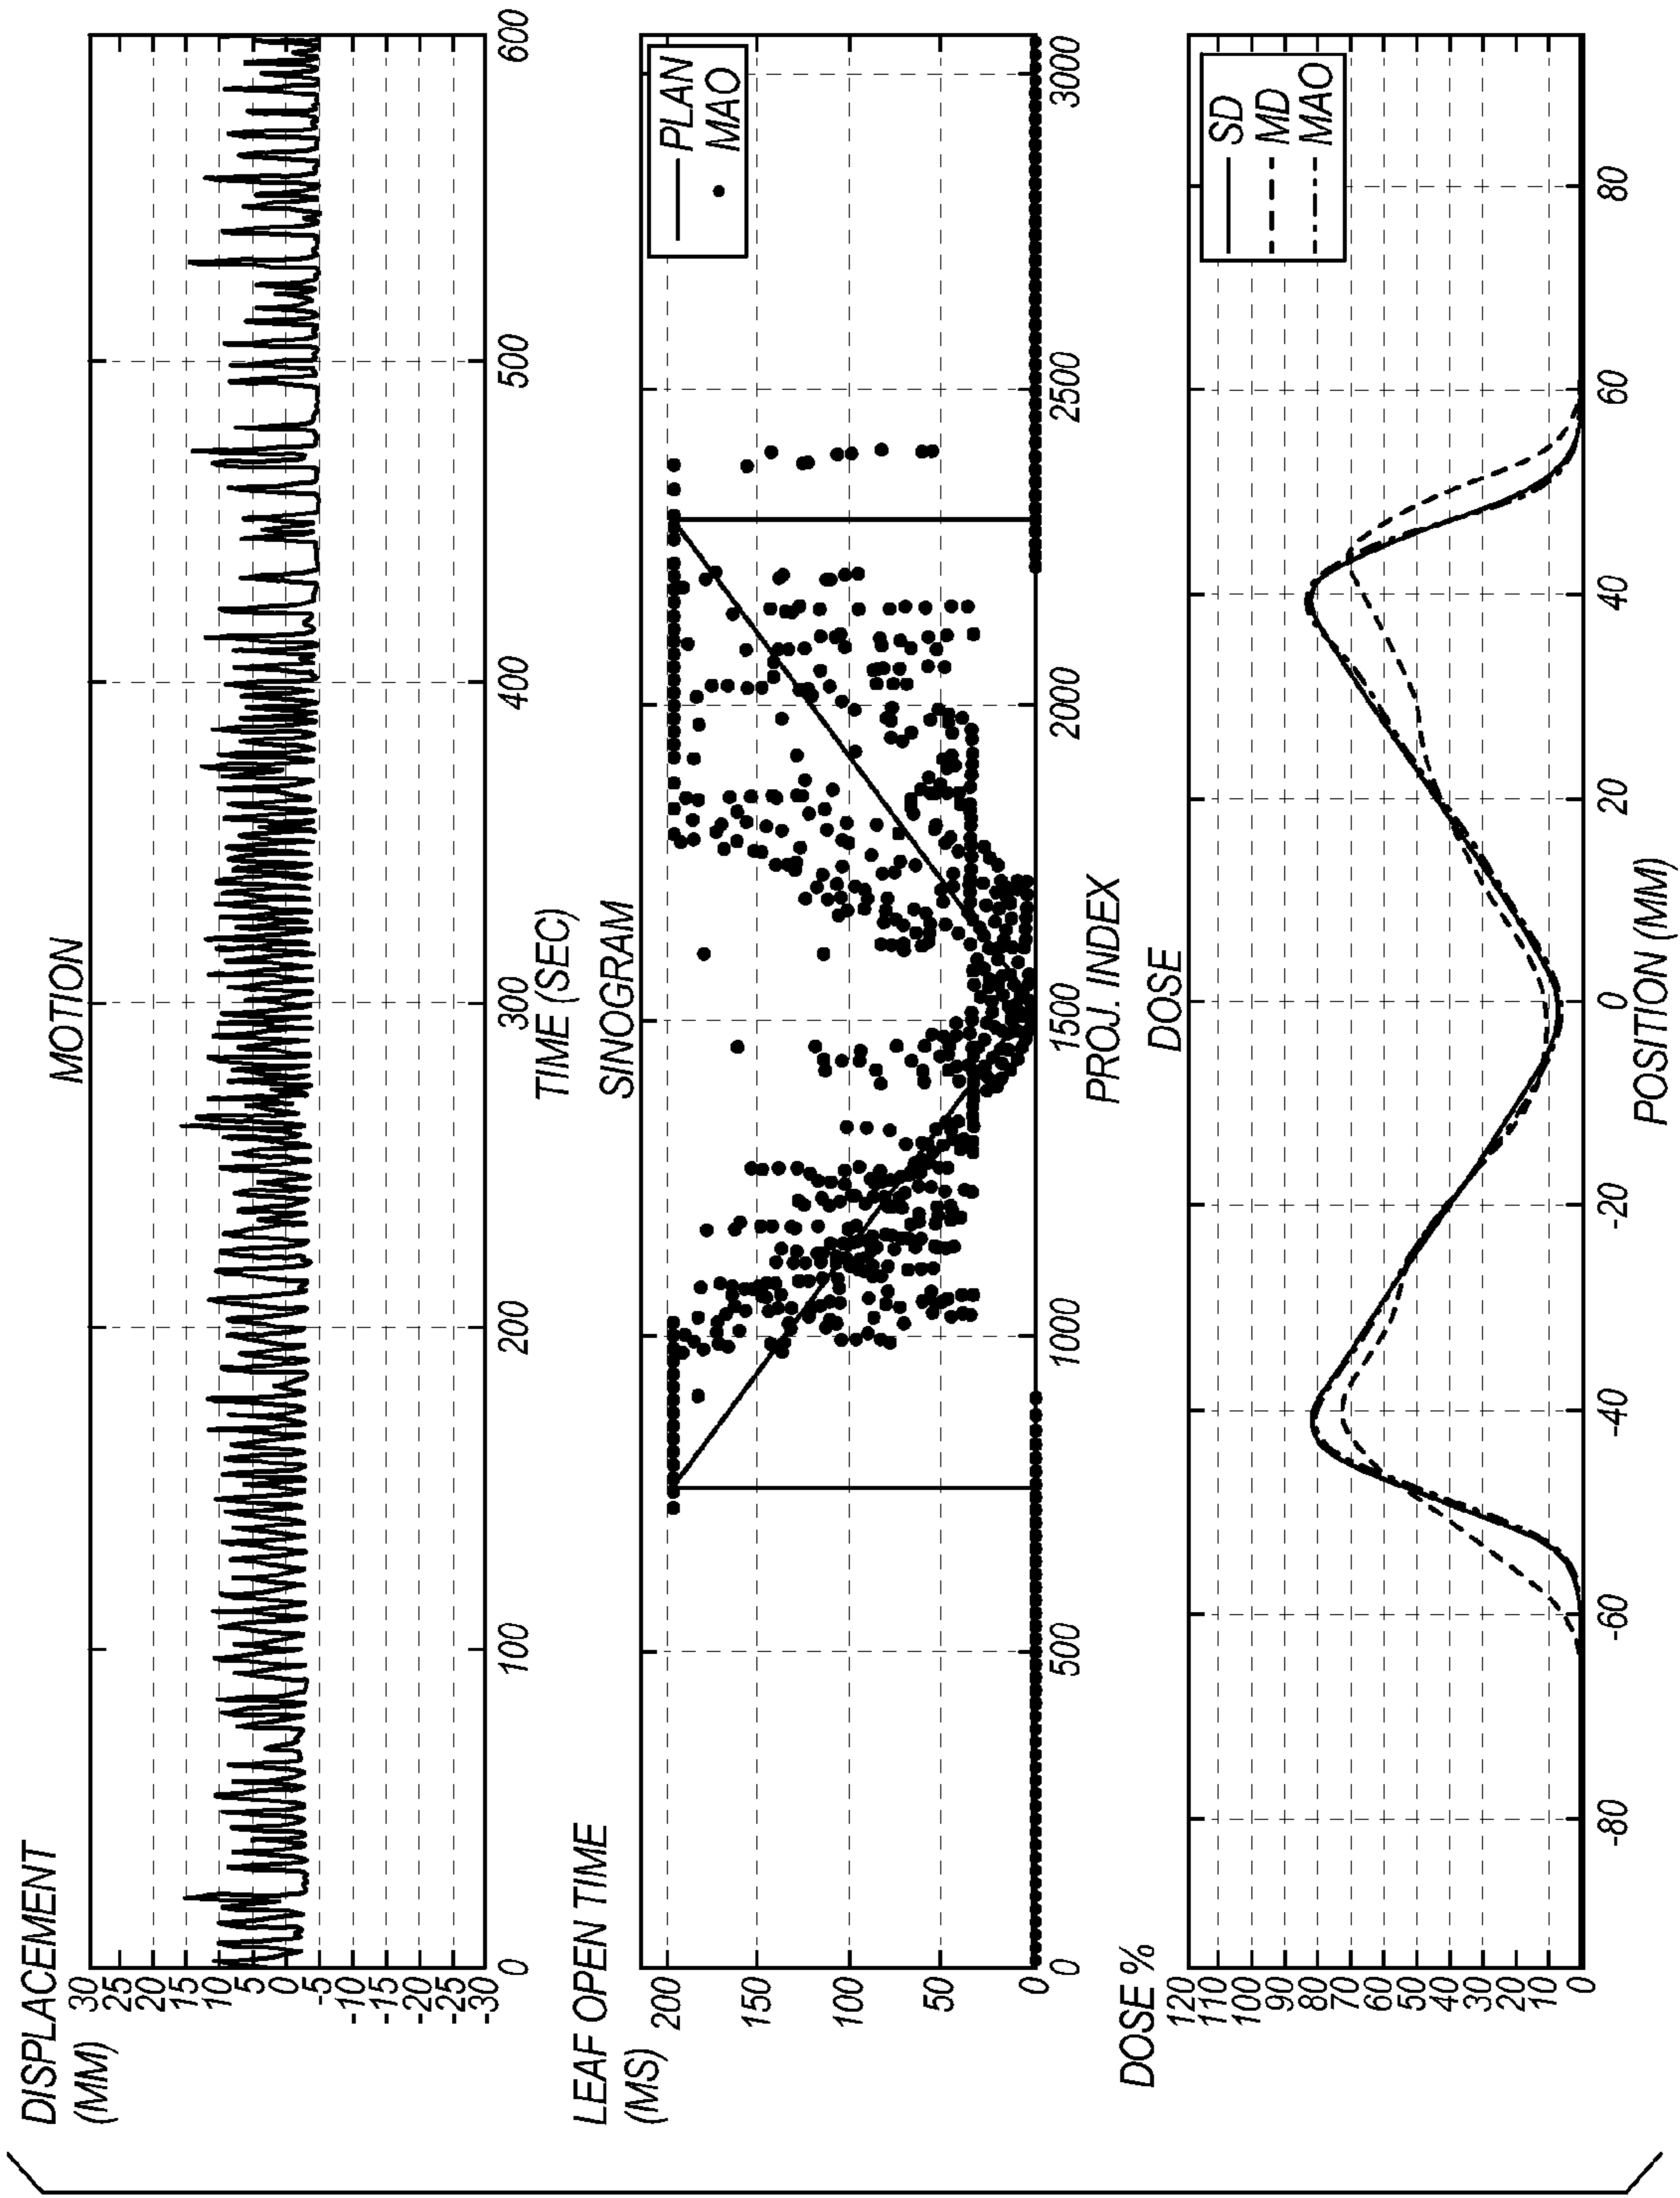 MOTION
DISPLACEMENT
(MM)
30
25
20
15
10
5
0
-5
-10
-15
-20
-25
-30
0 100 200 300 400 500 600
TIME (SEC)
SINOGRAM
LEAF OPEN TIME
(MS)
PLAN
MAO
200
150
100
50
0
0 500 1000 1500 2000 2500 3000
PROJ. INDEX
DOSE
DOSE %
SD
MD
MAO
120
110
100
90
80
70
60
50
40
30
20
10
0
-80 -60 -40 -20 0 20 40 60 80
POSITION (MM)